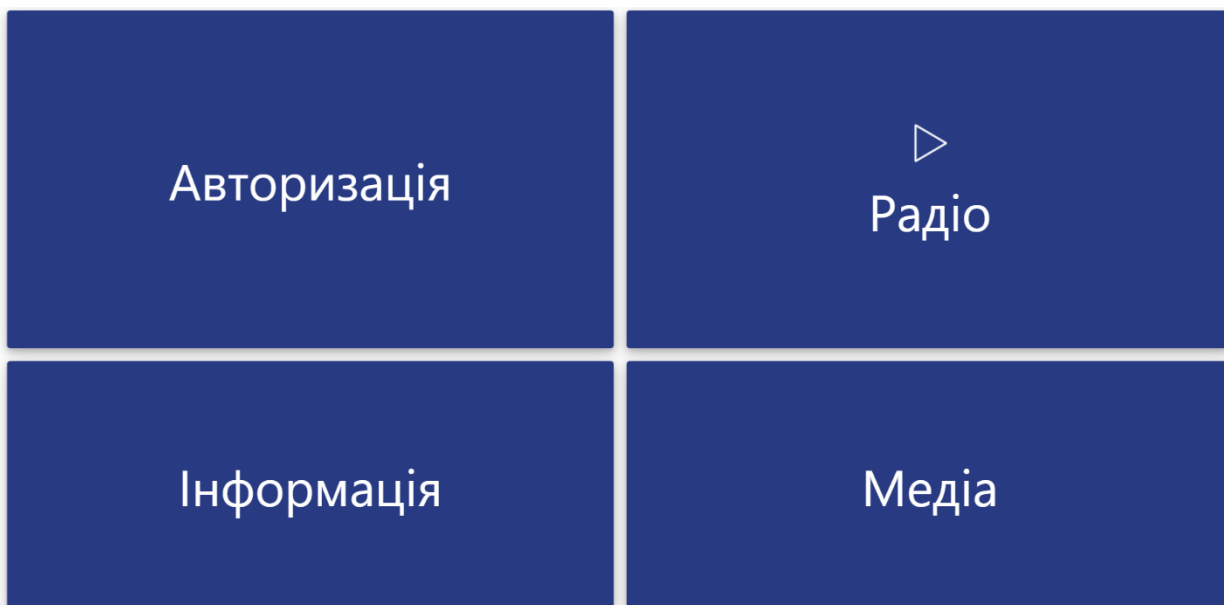 Авторизація
Радіо
Інформація
Медіа